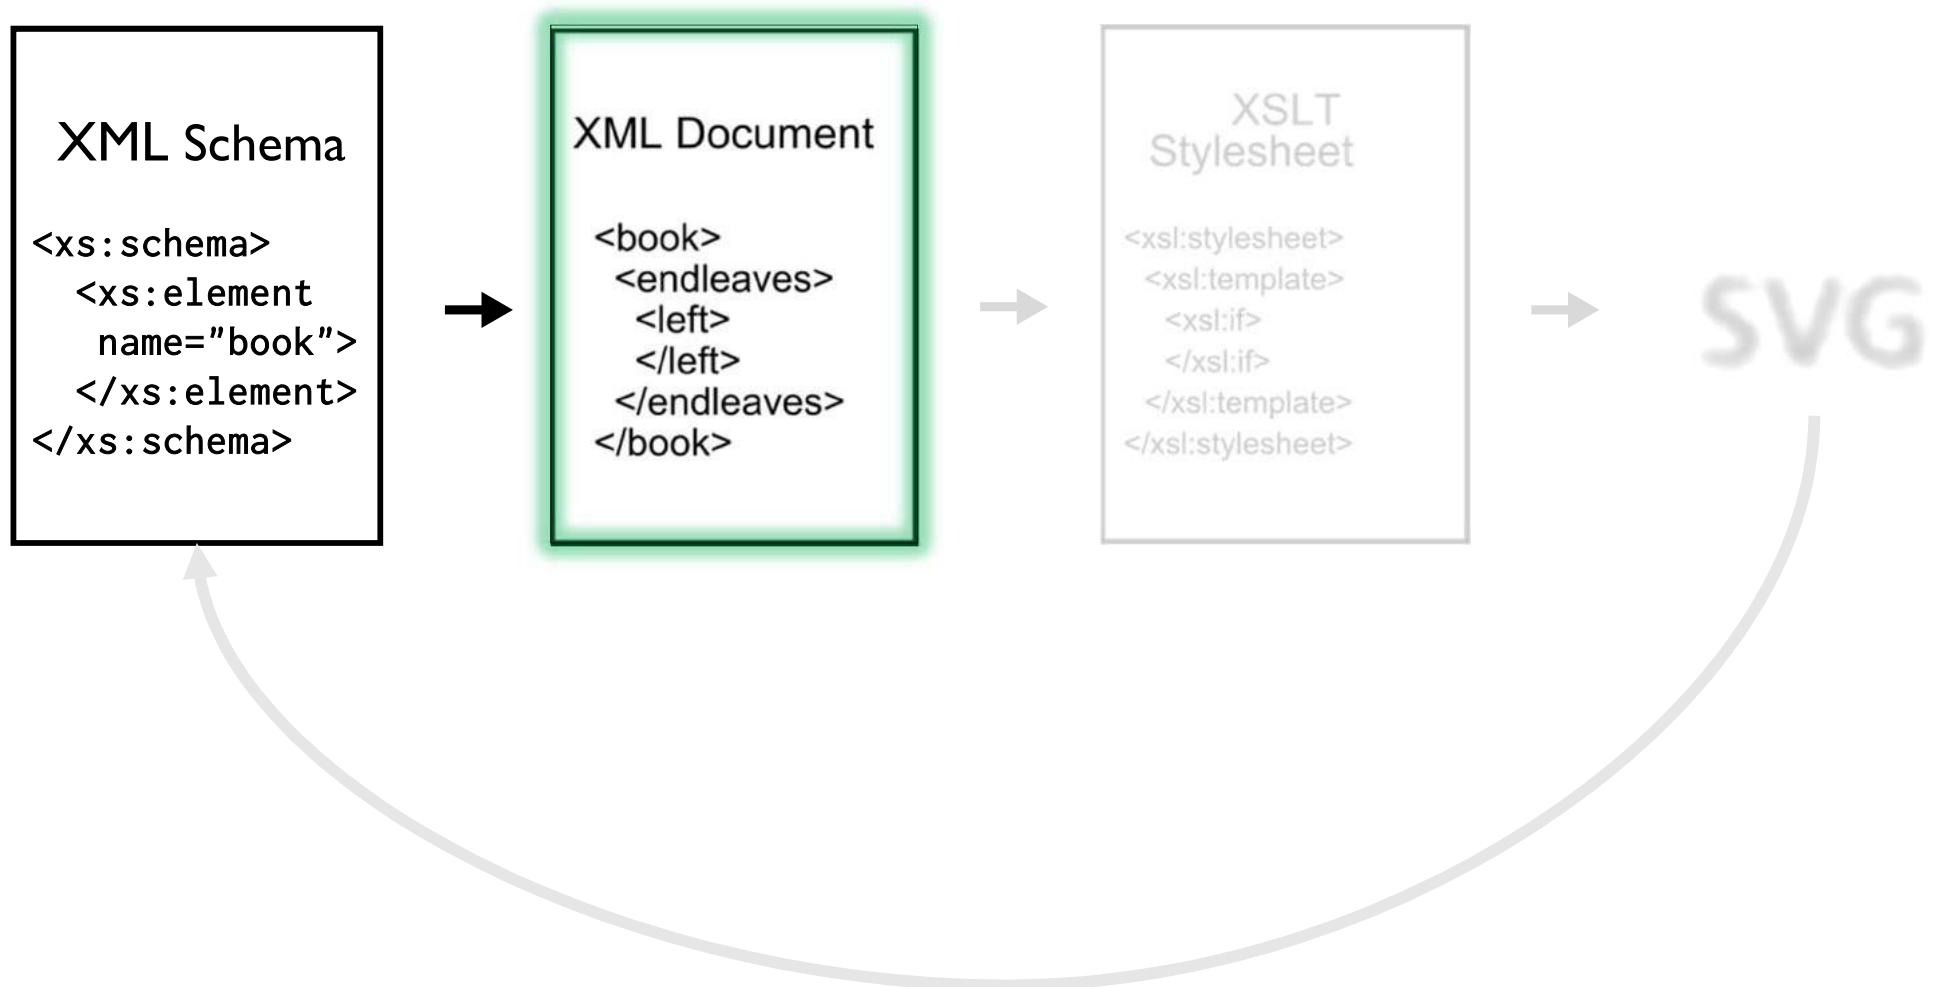 XML Schema
<xs:schema>
  <xs:element
   name="book">
  </xs:element>
</xs:schema>
XML Document
<book>
  <endleaves>
    <left>
    </left>
  </endleaves>
</book>
XSLT
Stylesheet
<xsl:stylesheet>
  <xsl:template>
    <xsl:if>
    </xsl:if>
  </xsl:template>
</xsl:stylesheet>
SVG